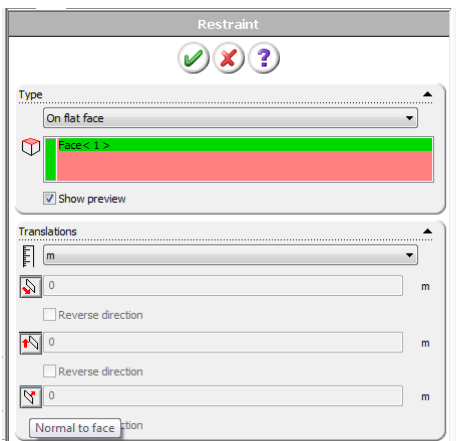 Restraint
?
Type
On flat face
Face< 1 >
Show preview
Translations
m
0 m
Reverse direction
0 m
Reverse direction
0 m
Normal to face